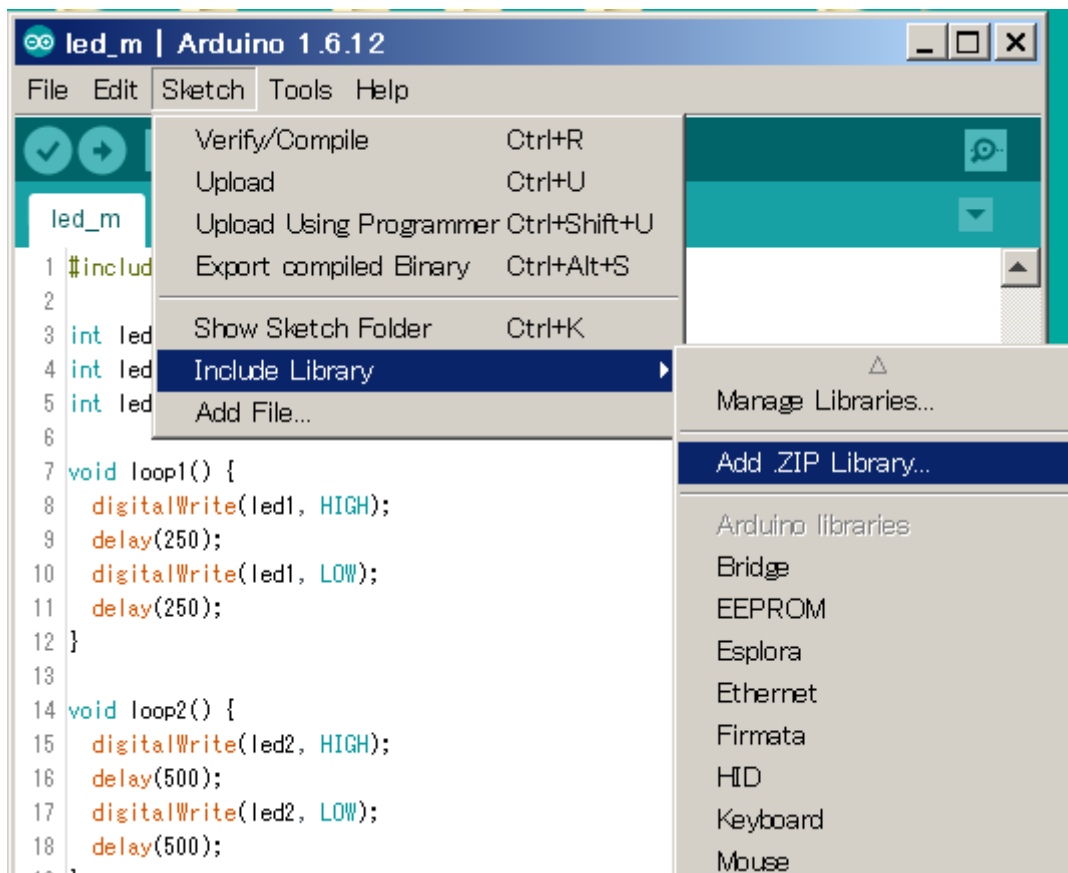 led_m | Arduino 1.6.12
File Edit Sketch Tools Help
Verify/Compile Ctrl+R
Upload Ctrl+U
Upload Using Programmer Ctrl+Shift+U
Export compiled Binary Ctrl+Alt+S
Show Sketch Folder Ctrl+K
Include Library
Add File...
Manage Libraries...
Add .ZIP Library...
Arduino libraries
Bridge
EEPROM
Esplora
Ethernet
Firmata
HID
Keyboard
Mouse
led_m
1 #includ
2
3 int led
4 int led
5 int led
6
7 void loop1() {
8 digitalWrite(led1, HIGH);
9 delay(250);
10 digitalWrite(led1, LOW);
11 delay(250);
12 }
13
14 void loop2() {
15 digitalWrite(led2, HIGH);
16 delay(500);
17 digitalWrite(led2, LOW);
18 delay(500);